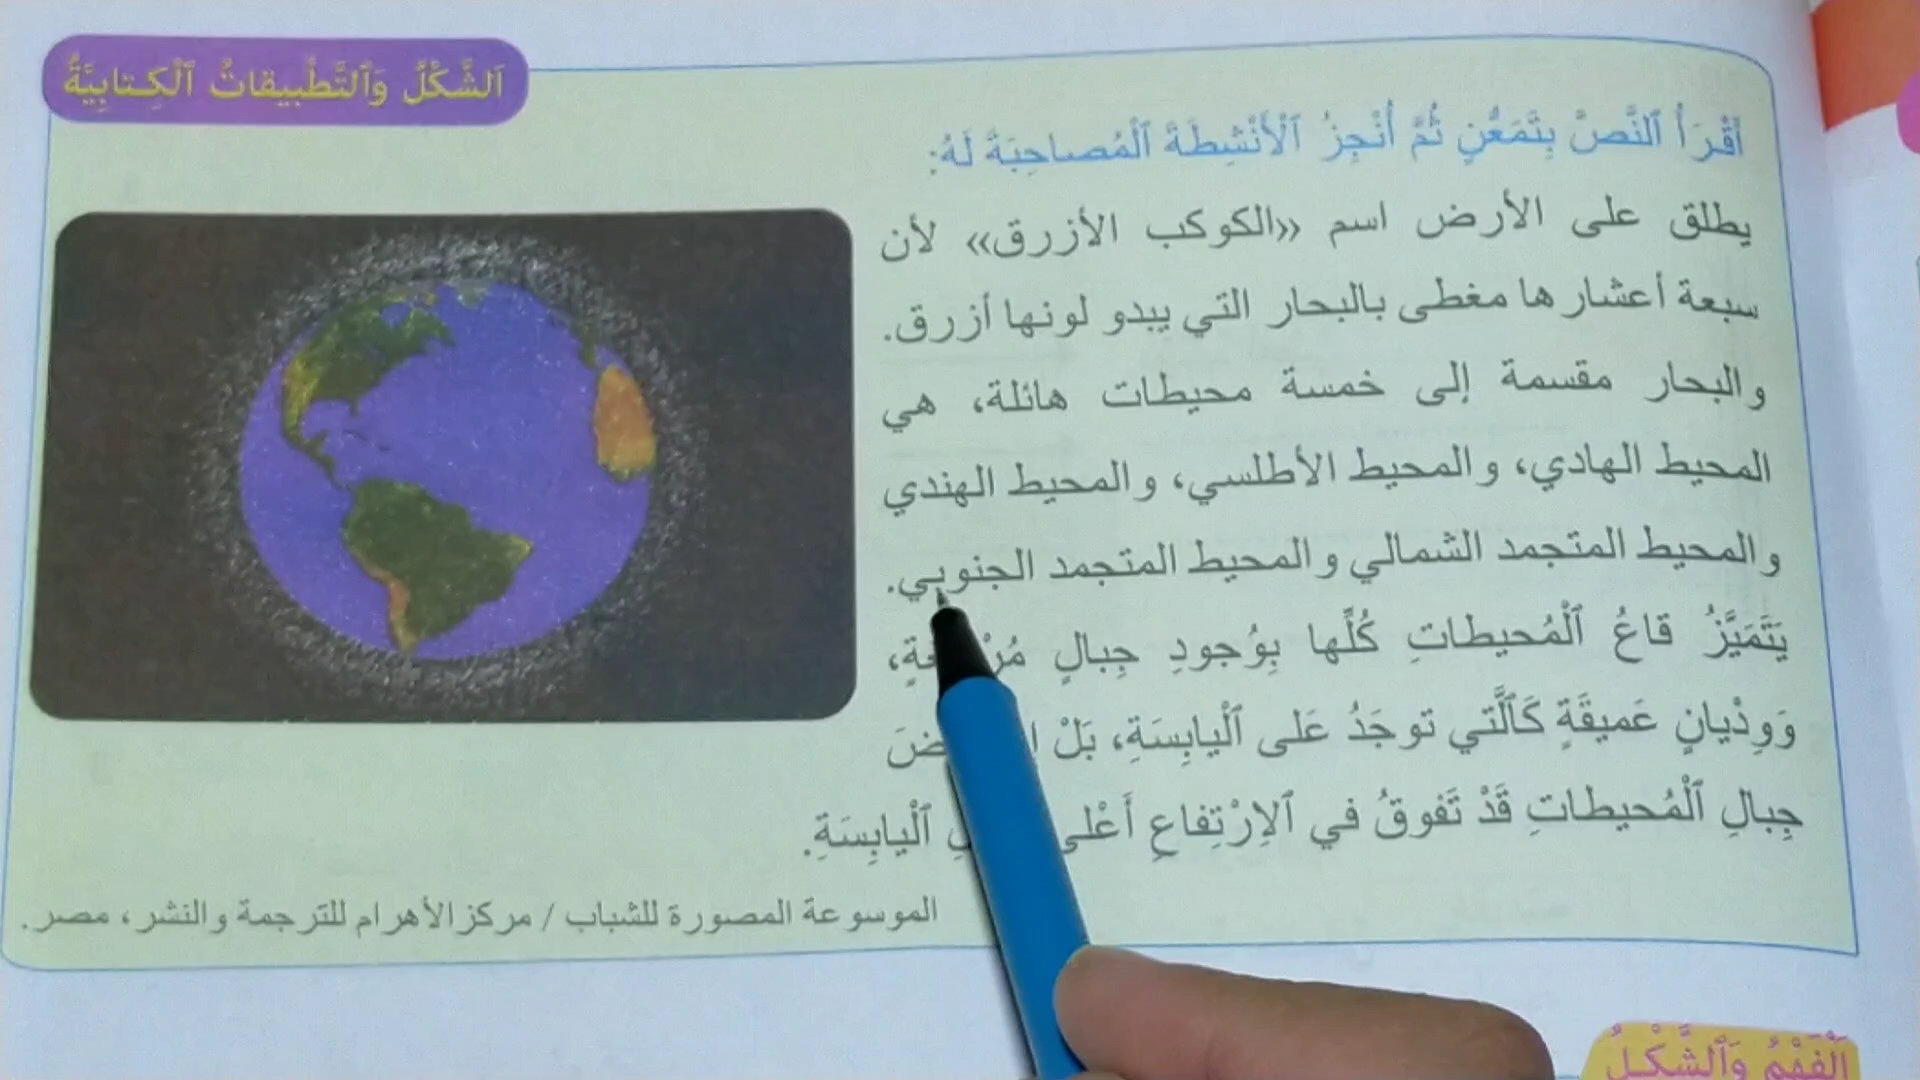 اَلشَّكْلُ وَٱلتَّطْبيقاتُ ٱلْكِتابِيَّةُ
أَقْرَأُ ٱلنَّصَّ بِتَمَعُّنٍ ثُمَّ أُنْجِزُ ٱلْأَنْشِطَةَ ٱلْمُصاحِبَةَ لَهُ:
يطلق على الأرض اسم «الكوكب الأزرق» لأن
سبعة أعشارها مغطى بالبحار التي يبدو لونها أزرق.
والبحار مقسمة إلى خمسة محيطات هائلة، هي
المحيط الهادي، والمحيط الأطلسي، والمحيط الهندي
والمحيط المتجمد الشمالي والمحيط المتجمد الجنوبي.
يَتَمَيَّزُ قاعُ ٱلْمُحيطاتِ كُلِّها بِوُجودِ جِبالٍ
وَوِدْيانٍ عَميقَةٍ كَٱلَّتي توجَدُ عَلى ٱلْيابِسَةِ، بَلْ
جِبالِ ٱلْمُحيطاتِ قَدْ تَفوقُ في ٱلِٱرْتِفاعِ أَعْلى ٱلْيابِسَةِ.
الموسوعة المصورة للشباب / مركز الأهرام للترجمة والنشر، مصر.
اَلْفَهْمُ وَٱلشَّكْلُ